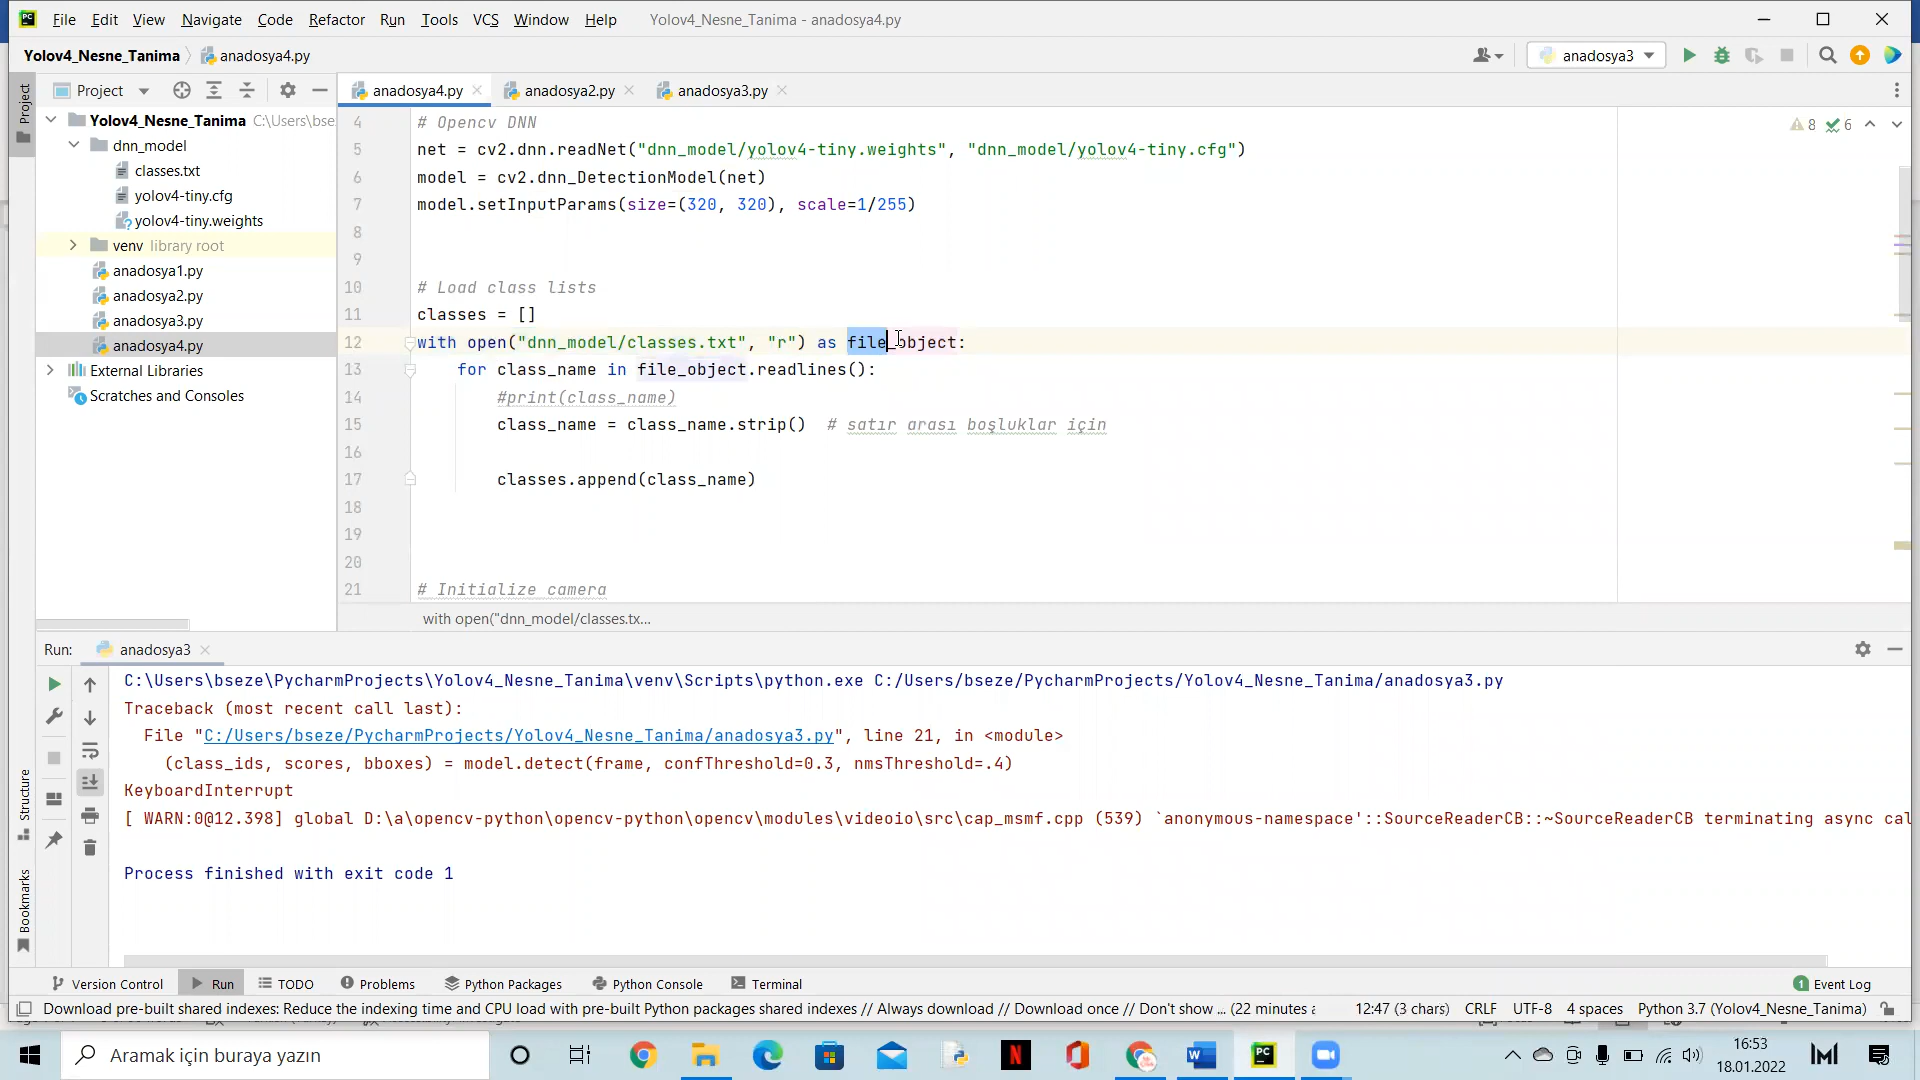 File Edit View Navigate Code Refactor Run Tools VCS Window Help Yolov4_Nesne_Tanima - anadosya4.py
Yolov4_Nesne_Tanima anadosya4.py anadosya3
Project
Project
anadosya4.py anadosya2.py anadosya3.py
Yolov4_Nesne_Tanima C:\Users\bse
dnn_model
classes.txt
yolov4-tiny.cfg
yolov4-tiny.weights
venv library root
anadosya1.py
anadosya2.py
anadosya3.py
anadosya4.py
External Libraries
Scratches and Consoles
8 6
4 # Opencv DNN
5 net = cv2.dnn.readNet("dnn_model/yolov4-tiny.weights", "dnn_model/yolov4-tiny.cfg")
6 model = cv2.dnn_DetectionModel(net)
7 model.setInputParams(size=(320, 320), scale=1/255)
8
9
10 # Load class lists
11 classes = []
12 with open("dnn_model/classes.txt", "r") as file_object:
13 for class_name in file_object.readlines():
14 #print(class_name)
15 class_name = class_name.strip() # satır arası boşluklar için
16
17 classes.append(class_name)
18
19
20
21 # Initialize camera
with open("dnn_model/classes.tx...
Run: anadosya3
C:\Users\bseze\PycharmProjects\Yolov4_Nesne_Tanima\venv\Scripts\python.exe C:/Users/bseze/PycharmProjects/Yolov4_Nesne_Tanima/anadosya3.py
Traceback (most recent call last):
File "C:/Users/bseze/PycharmProjects/Yolov4_Nesne_Tanima/anadosya3.py", line 21, in <module>
(class_ids, scores, bboxes) = model.detect(frame, confThreshold=0.3, nmsThreshold=.4)
KeyboardInterrupt
[ WARN:0@12.398] global D:\a\opencv-python\opencv-python\opencv\modules\videoio\src\cap_msmf.cpp (539) `anonymous-namespace'::SourceReaderCB::~SourceReaderCB terminating async cal
Process finished with exit code 1
Structure
Bookmarks
Version Control Run TODO Problems Python Packages Python Console Terminal 1 Event Log
Download pre-built shared indexes: Reduce the indexing time and CPU load with pre-built Python packages shared indexes // Always download // Download once // Don't show ... (22 minutes a 12:47 (3 chars) CRLF UTF-8 4 spaces Python 3.7 (Yolov4_Nesne_Tanima)
Aramak için buraya yazın
16:53
18.01.2022